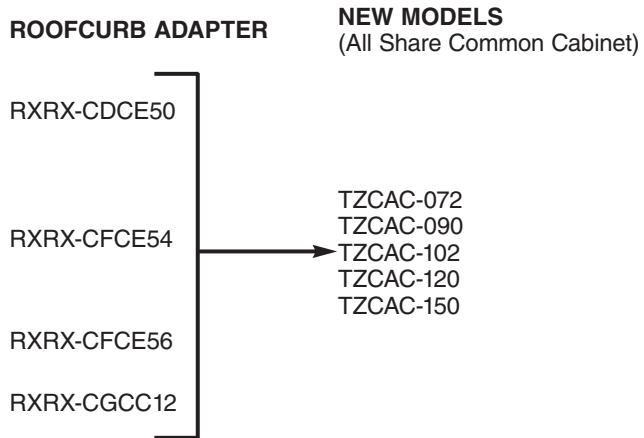 ROOFCURB ADAPTER
RXRX-CDCE50
RXRX-CFCE54
RXRX-CFCE56
RXRX-CGCC12
NEW MODELS
(All Share Common Cabinet)
TZCAC-072
TZCAC-090
TZCAC-102
TZCAC-120
TZCAC-150